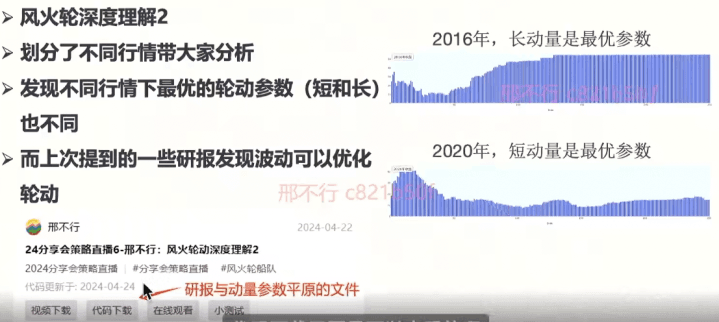 风火轮深度理解2
划分了不同行情带大家分析
发现不同行情下最优的轮动参数（短和长）
也不同
而上次提到的一些研报发现波动可以优化
轮动
邢不行
2024-04-22
24分享会策略直播6-邢不行：风火轮动深度理解2
2024分享会策略直播 #分享会策略直播 #风火轮船队
代码更新于: 2024-04-24
研报与动量参数平原的文件
视频下载 代码下载 在线观看 小测试
2016年，长动量是最优参数
2020年，短动量是最优参数